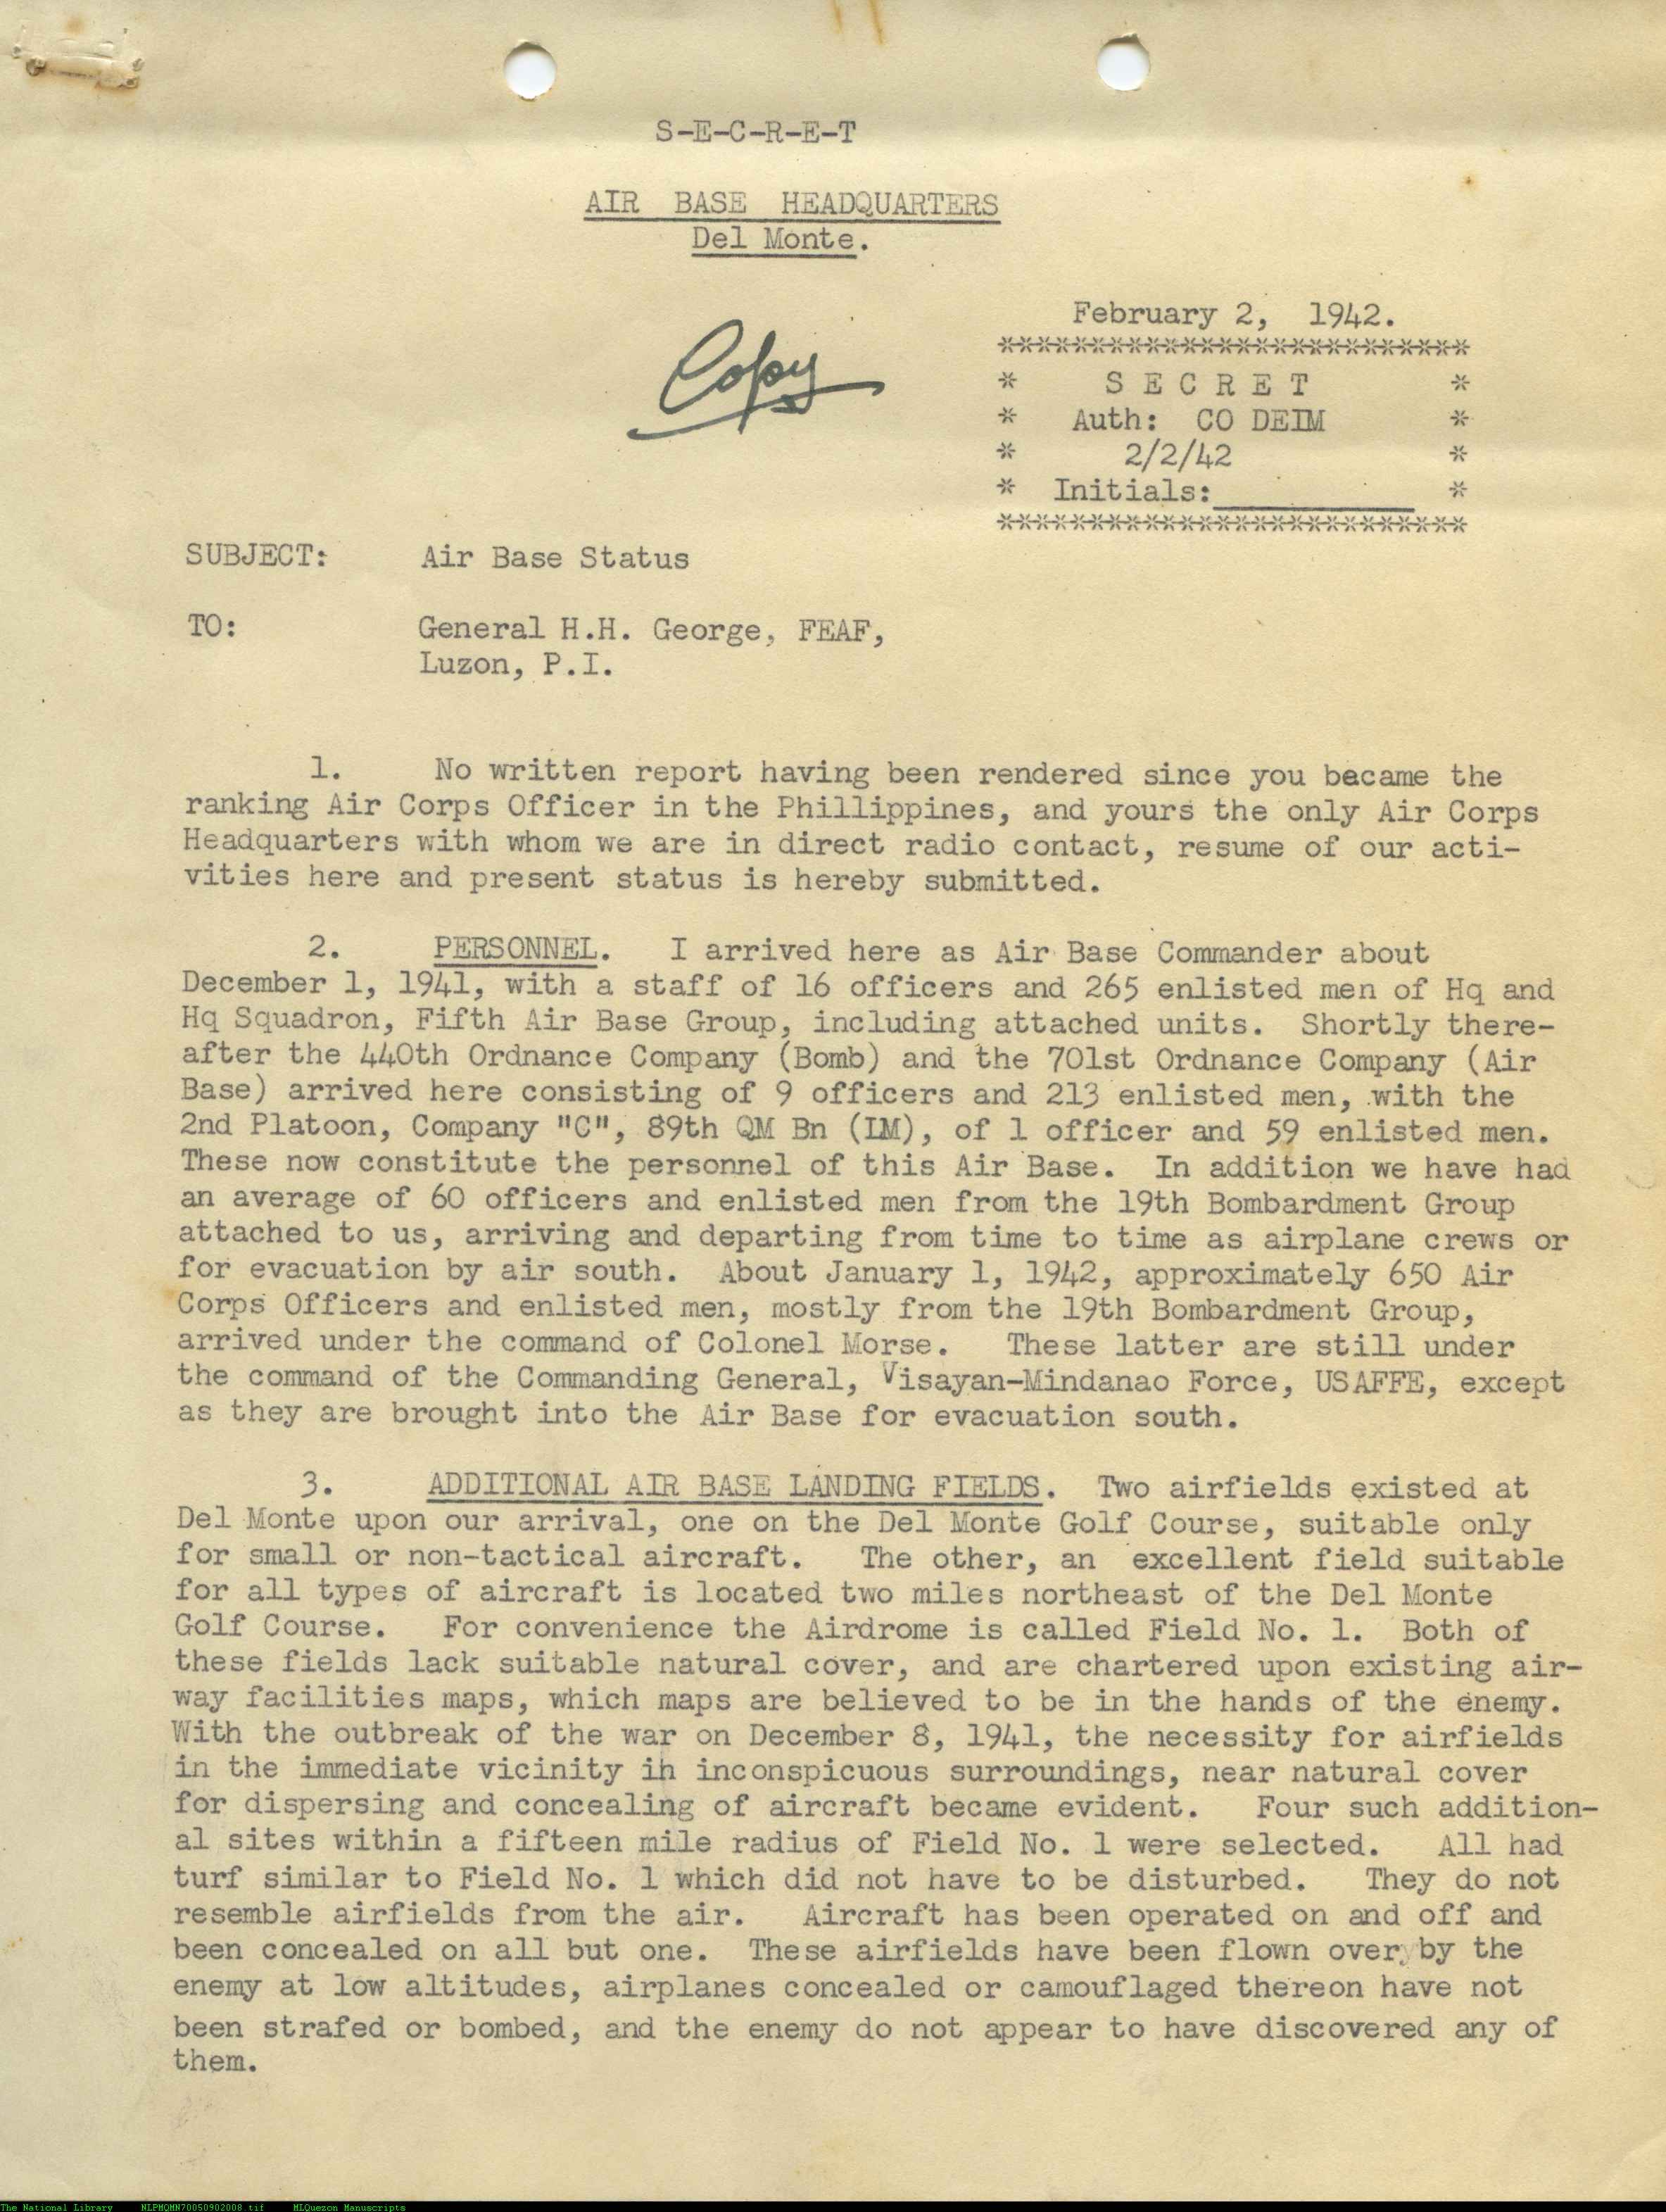 S-E-C-R-E-T
AIR BASE HEADQUARTERS
Del Monte.
Copy
February 2, 1942.
**************************
* S E C R E T *
* Auth: CO DEIM *
* 2/2/42 *
* Initials:___________ *
**************************
SUBJECT: Air Base Status
TO: General H.H. George, FEAF,
Luzon, P.I.
1. No written report having been rendered since you became the
ranking Air Corps Officer in the Phillippines, and yours the only Air Corps
Headquarters with whom we are in direct radio contact, resume of our acti-
vities here and present status is hereby submitted.
2. PERSONNEL. I arrived here as Air Base Commander about
December 1, 1941, with a staff of 16 officers and 265 enlisted men of Hq and
Hq Squadron, Fifth Air Base Group, including attached units. Shortly there-
after the 440th Ordnance Company (Bomb) and the 701st Ordnance Company (Air
Base) arrived here consisting of 9 officers and 213 enlisted men, with the
2nd Platoon, Company "C", 89th QM Bn (LM), of 1 officer and 59 enlisted men.
These now constitute the personnel of this Air Base. In addition we have had
an average of 60 officers and enlisted men from the 19th Bombardment Group
attached to us, arriving and departing from time to time as airplane crews or
for evacuation by air south. About January 1, 1942, approximately 650 Air
Corps Officers and enlisted men, mostly from the 19th Bombardment Group,
arrived under the command of Colonel Morse. These latter are still under
the command of the Commanding General, Visayan-Mindanao Force, USAFFE, except
as they are brought into the Air Base for evacuation south.
3. ADDITIONAL AIR BASE LANDING FIELDS. Two airfields existed at
Del Monte upon our arrival, one on the Del Monte Golf Course, suitable only
for small or non-tactical aircraft. The other, an excellent field suitable
for all types of aircraft is located two miles northeast of the Del Monte
Golf Course. For convenience the Airdrome is called Field No. 1. Both of
these fields lack suitable natural cover, and are chartered upon existing air-
way facilities maps, which maps are believed to be in the hands of the enemy.
With the outbreak of the war on December 8, 1941, the necessity for airfields
in the immediate vicinity in inconspicuous surroundings, near natural cover
for dispersing and concealing of aircraft became evident. Four such addition-
al sites within a fifteen mile radius of Field No. 1 were selected. All had
turf similar to Field No. 1 which did not have to be disturbed. They do not
resemble airfields from the air. Aircraft has been operated on and off and
been concealed on all but one. These airfields have been flown over by the
enemy at low altitudes, airplanes concealed or camouflaged thereon have not
been strafed or bombed, and the enemy do not appear to have discovered any of
them.
The National Library NLPMQMN70050902008.tif MLQuezon Manuscripts